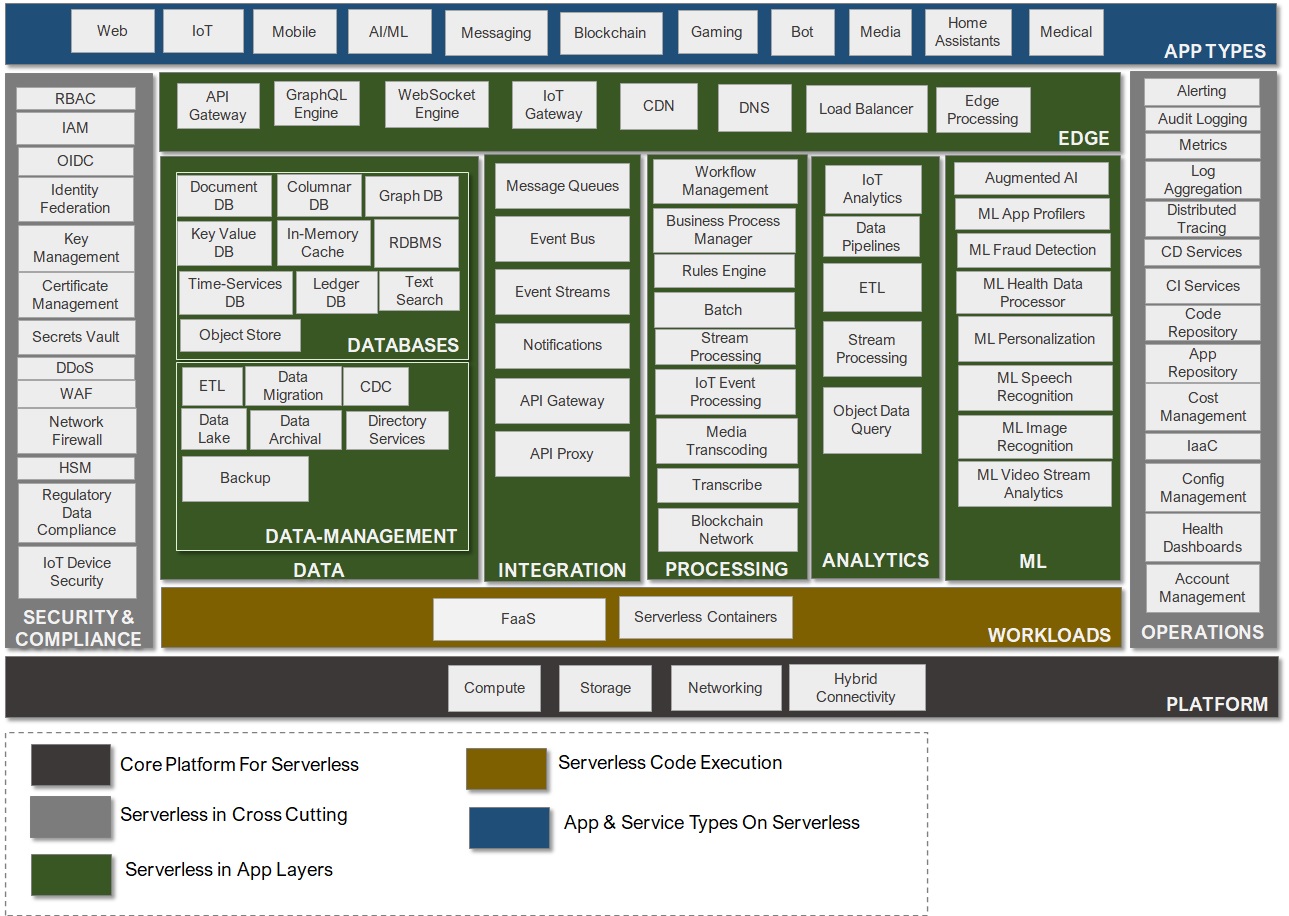 Web
IoT
Mobile
AI/ML
Messaging
Blockchain
Gaming
Bot
Media
Home
Assistants
Medical
APP TYPES
RBAC
IAM
OIDC
Identity
Federation
Key
Management
Certificate
Management
Secrets Vault
DDoS
WAF
Network
Firewall
HSM
Regulatory
Data
Compliance
IoT Device
Security
SECURITY &
COMPLIANCE
API
Gateway
GraphQL
Engine
WebSocket
Engine
IoT
Gateway
CDN
DNS
Load Balancer
Edge
Processing
EDGE
Document
DB
Columnar
DB
Graph DB
Key Value
DB
In-Memory
Cache
RDBMS
Time-Services
DB
Ledger
DB
Text
Search
Object Store
DATABASES
ETL
Data
Migration
CDC
Data
Lake
Data
Archival
Directory
Services
Backup
DATA-MANAGEMENT
DATA
Message Queues
Event Bus
Event Streams
Notifications
API Gateway
API Proxy
INTEGRATION
Workflow
Management
Business Process
Manager
Rules Engine
Batch
Stream
Processing
IoT Event
Processing
Media
Transcoding
Transcribe
Blockchain
Network
PROCESSING
IoT
Analytics
Data
Pipelines
ETL
Stream
Processing
Object Data
Query
ANALYTICS
Augmented AI
ML App Profilers
ML Fraud Detection
ML Health Data
Processor
ML Personalization
ML Speech
Recognition
ML Image
Recognition
ML Video Stream
Analytics
ML
Alerting
Audit Logging
Metrics
Log
Aggregation
Distributed
Tracing
CD Services
CI Services
Code
Repository
App
Repository
Cost
Management
IaaC
Config
Management
Health
Dashboards
Account
Management
OPERATIONS
FaaS
Serverless Containers
WORKLOADS
Compute
Storage
Networking
Hybrid
Connectivity
PLATFORM
Core Platform For Serverless
Serverless in Cross Cutting
Serverless in App Layers
Serverless Code Execution
App & Service Types On Serverless